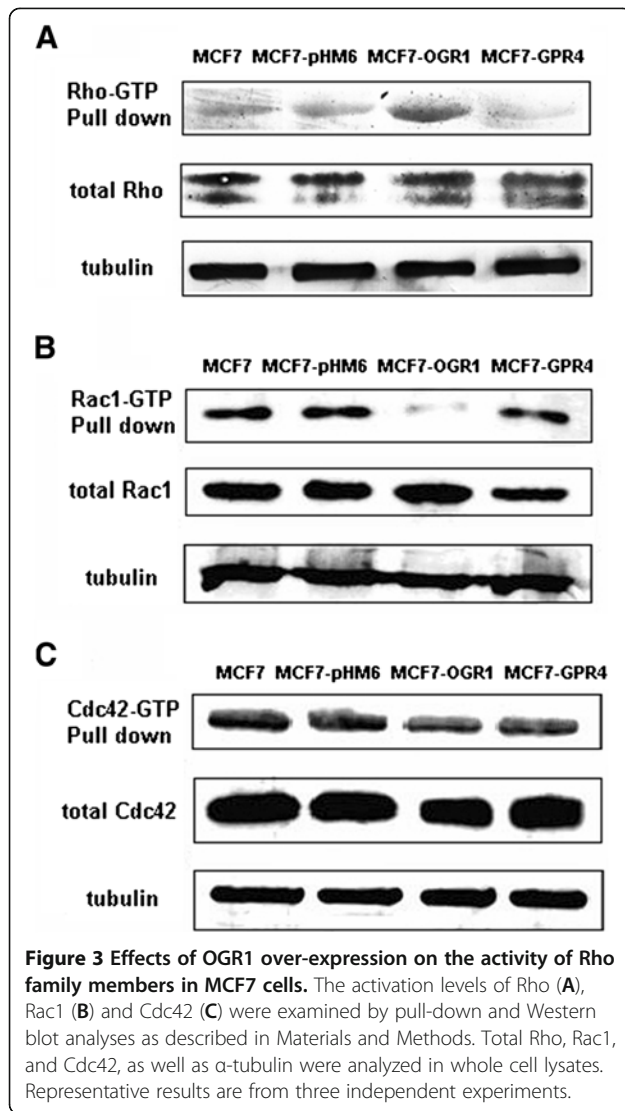 A
MCF7 MCF7-pHM6 MCF7-OGR1 MCF7-GPR4
Rho-GTP
Pull down
total Rho
tubulin
B
MCF7 MCF7-pHM6 MCF7-OGR1 MCF7-GPR4
Rac1-GTP
Pull down
total Rac1
tubulin
C
MCF7 MCF7-pHM6 MCF7-OGR1 MCF7-GPR4
Cdc42-GTP
Pull down
total Cdc42
tubulin
Figure 3 Effects of OGR1 over-expression on the activity of Rho
family members in MCF7 cells. The activation levels of Rho (A),
Rac1 (B) and Cdc42 (C) were examined by pull-down and Western
blot analyses as described in Materials and Methods. Total Rho, Rac1,
and Cdc42, as well as α-tubulin were analyzed in whole cell lysates.
Representative results are from three independent experiments.